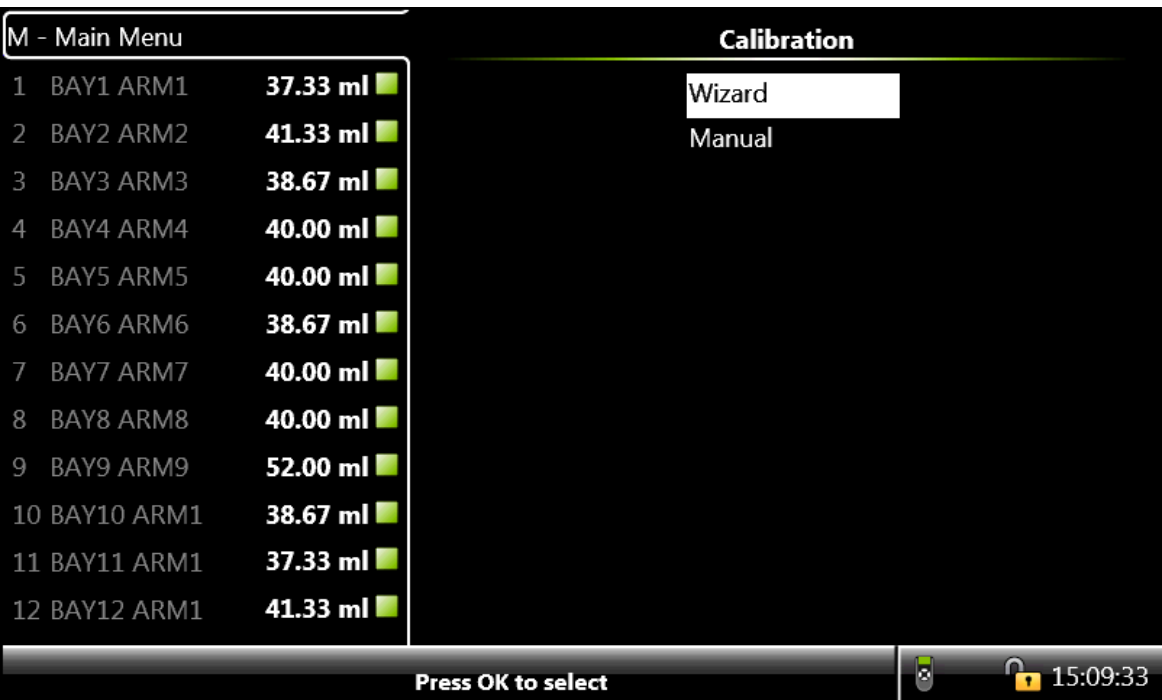 M - Main Menu
1 BAY1 ARM1 37.33 ml
2 BAY2 ARM2 41.33 ml
3 BAY3 ARM3 38.67 ml
4 BAY4 ARM4 40.00 ml
5 BAY5 ARM5 40.00 ml
6 BAY6 ARM6 38.67 ml
7 BAY7 ARM7 40.00 ml
8 BAY8 ARM8 40.00 ml
9 BAY9 ARM9 52.00 ml
10 BAY10 ARM1 38.67 ml
11 BAY11 ARM1 37.33 ml
12 BAY12 ARM1 41.33 ml
Calibration
Wizard
Manual
Press OK to select
15:09:33